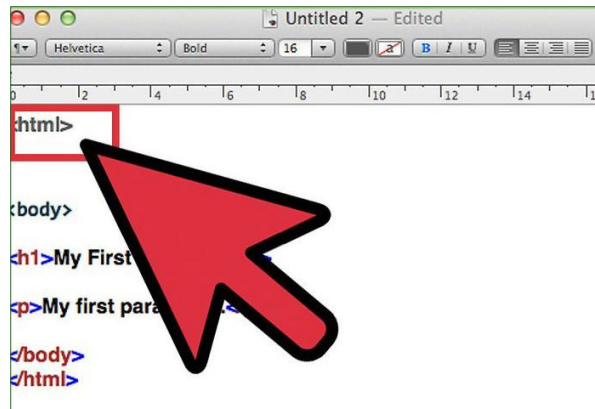 Untitled 2 — Edited
Helvetica Bold 16 a B I U
0 2 4 6 8 10 12 14
<html>
<body>
<h1>My First
<p>My first para
</body>
</html>